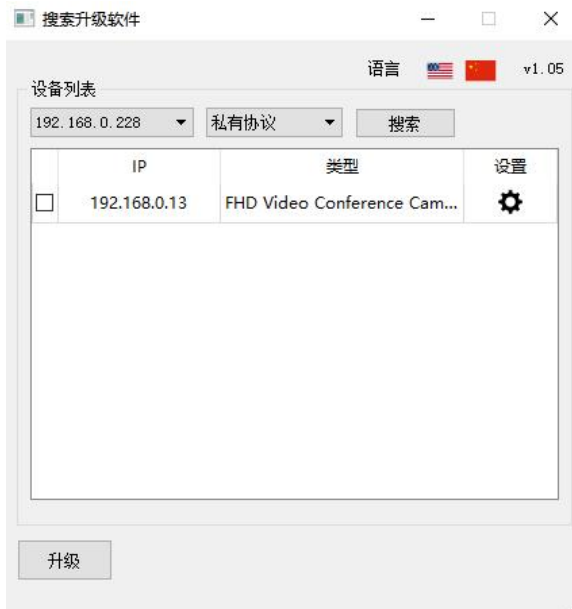 搜索升级软件
语言 v1.05
设备列表
192.168.0.228 私有协议 搜索
IP 类型 设置
192.168.0.13 FHD Video Conference Cam...
升级